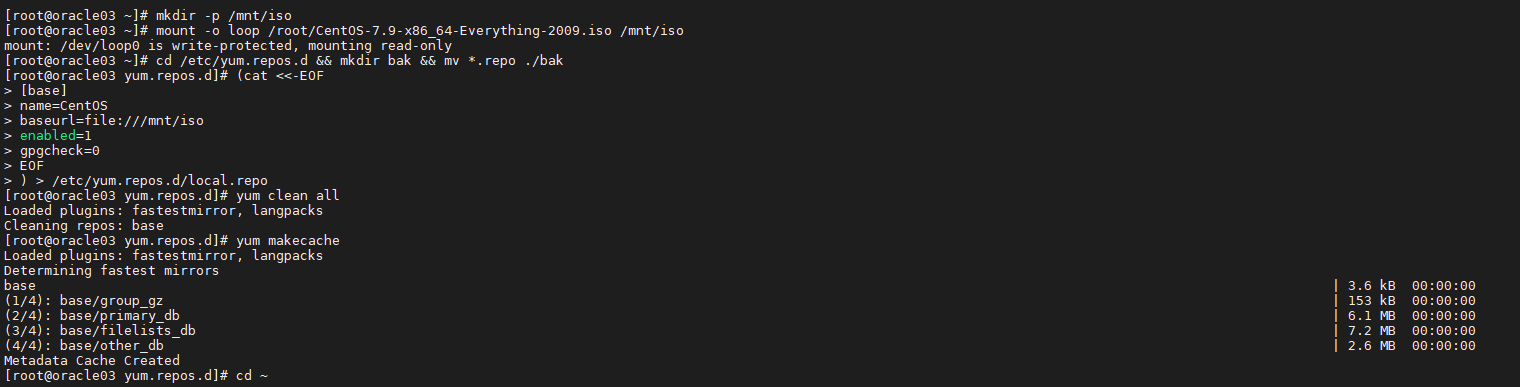 [root@oracle03 ~]# mkdir -p /mnt/iso
[root@oracle03 ~]# mount -o loop /root/CentOS-7.9-x86_64-Everything-2009.iso /mnt/iso
mount: /dev/loop0 is write-protected, mounting read-only
[root@oracle03 ~]# cd /etc/yum.repos.d && mkdir bak && mv *.repo ./bak
[root@oracle03 yum.repos.d]# (cat <<-EOF
> [base]
> name=CentOS
> baseurl=file:///mnt/iso
> enabled=1
> gpgcheck=0
> EOF
> ) > /etc/yum.repos.d/local.repo
[root@oracle03 yum.repos.d]# yum clean all
Loaded plugins: fastestmirror, langpacks
Cleaning repos: base
[root@oracle03 yum.repos.d]# yum makecache
Loaded plugins: fastestmirror, langpacks
Determining fastest mirrors
base | 3.6 kB 00:00:00
(1/4): base/group_gz | 153 kB 00:00:00
(2/4): base/primary_db | 6.1 MB 00:00:00
(3/4): base/filelists_db | 7.2 MB 00:00:00
(4/4): base/other_db | 2.6 MB 00:00:00
Metadata Cache Created
[root@oracle03 yum.repos.d]# cd ~